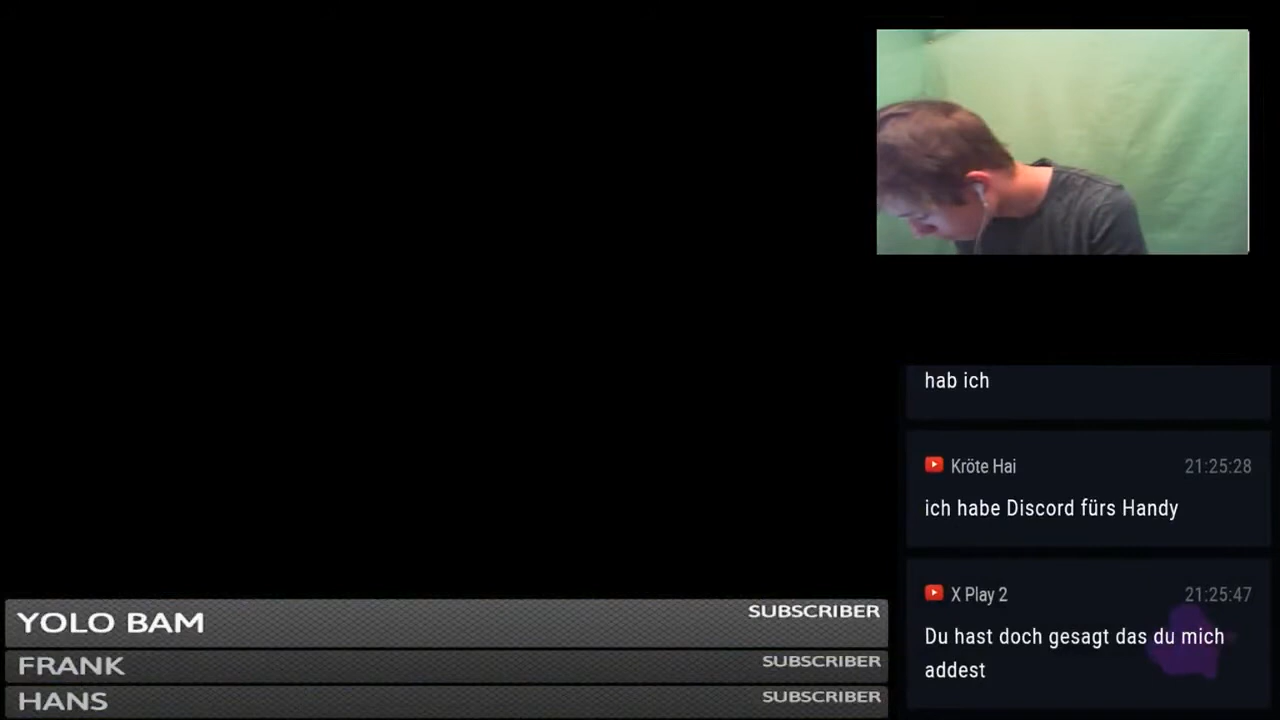 hab ich
Kröte Hai 21:25:28
ich habe Discord fürs Handy
X Play 2 21:25:47
Du hast doch gesagt das du mich
addest
YOLO BAM SUBSCRIBER
FRANK SUBSCRIBER
HANS SUBSCRIBER